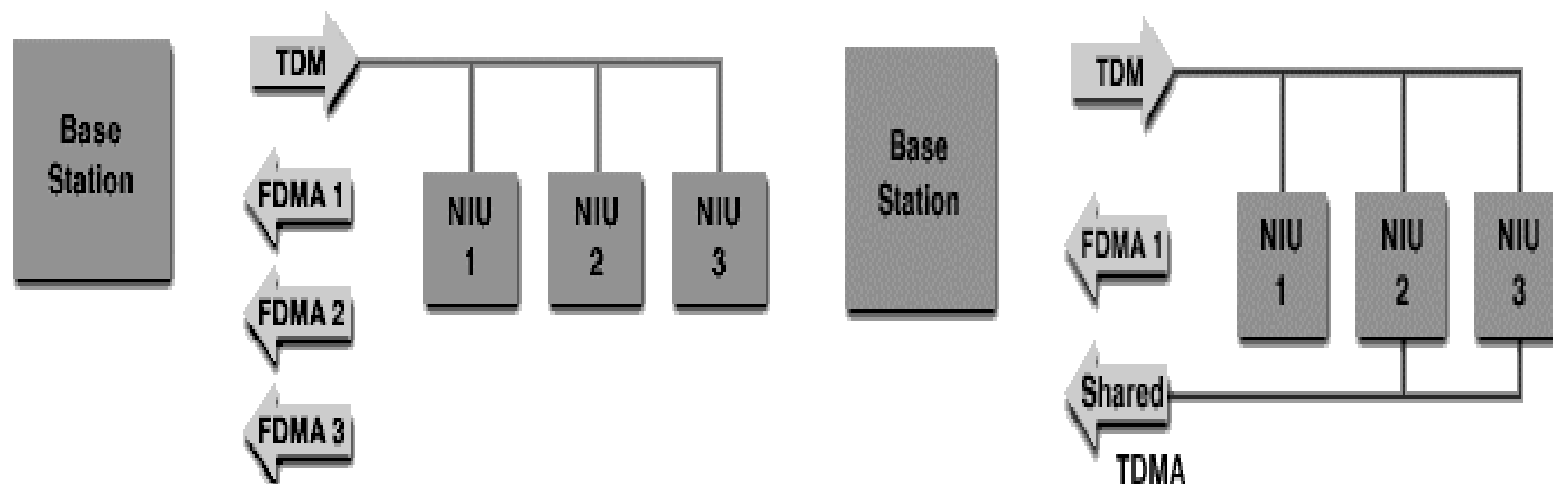 Base
Station
TDM
FDMA 1
FDMA 2
FDMA 3
NIU
1
NIU
2
NIU
3
Base
Station
TDM
FDMA 1
Shared
TDMA
NIU
1
NIU
2
NIU
3